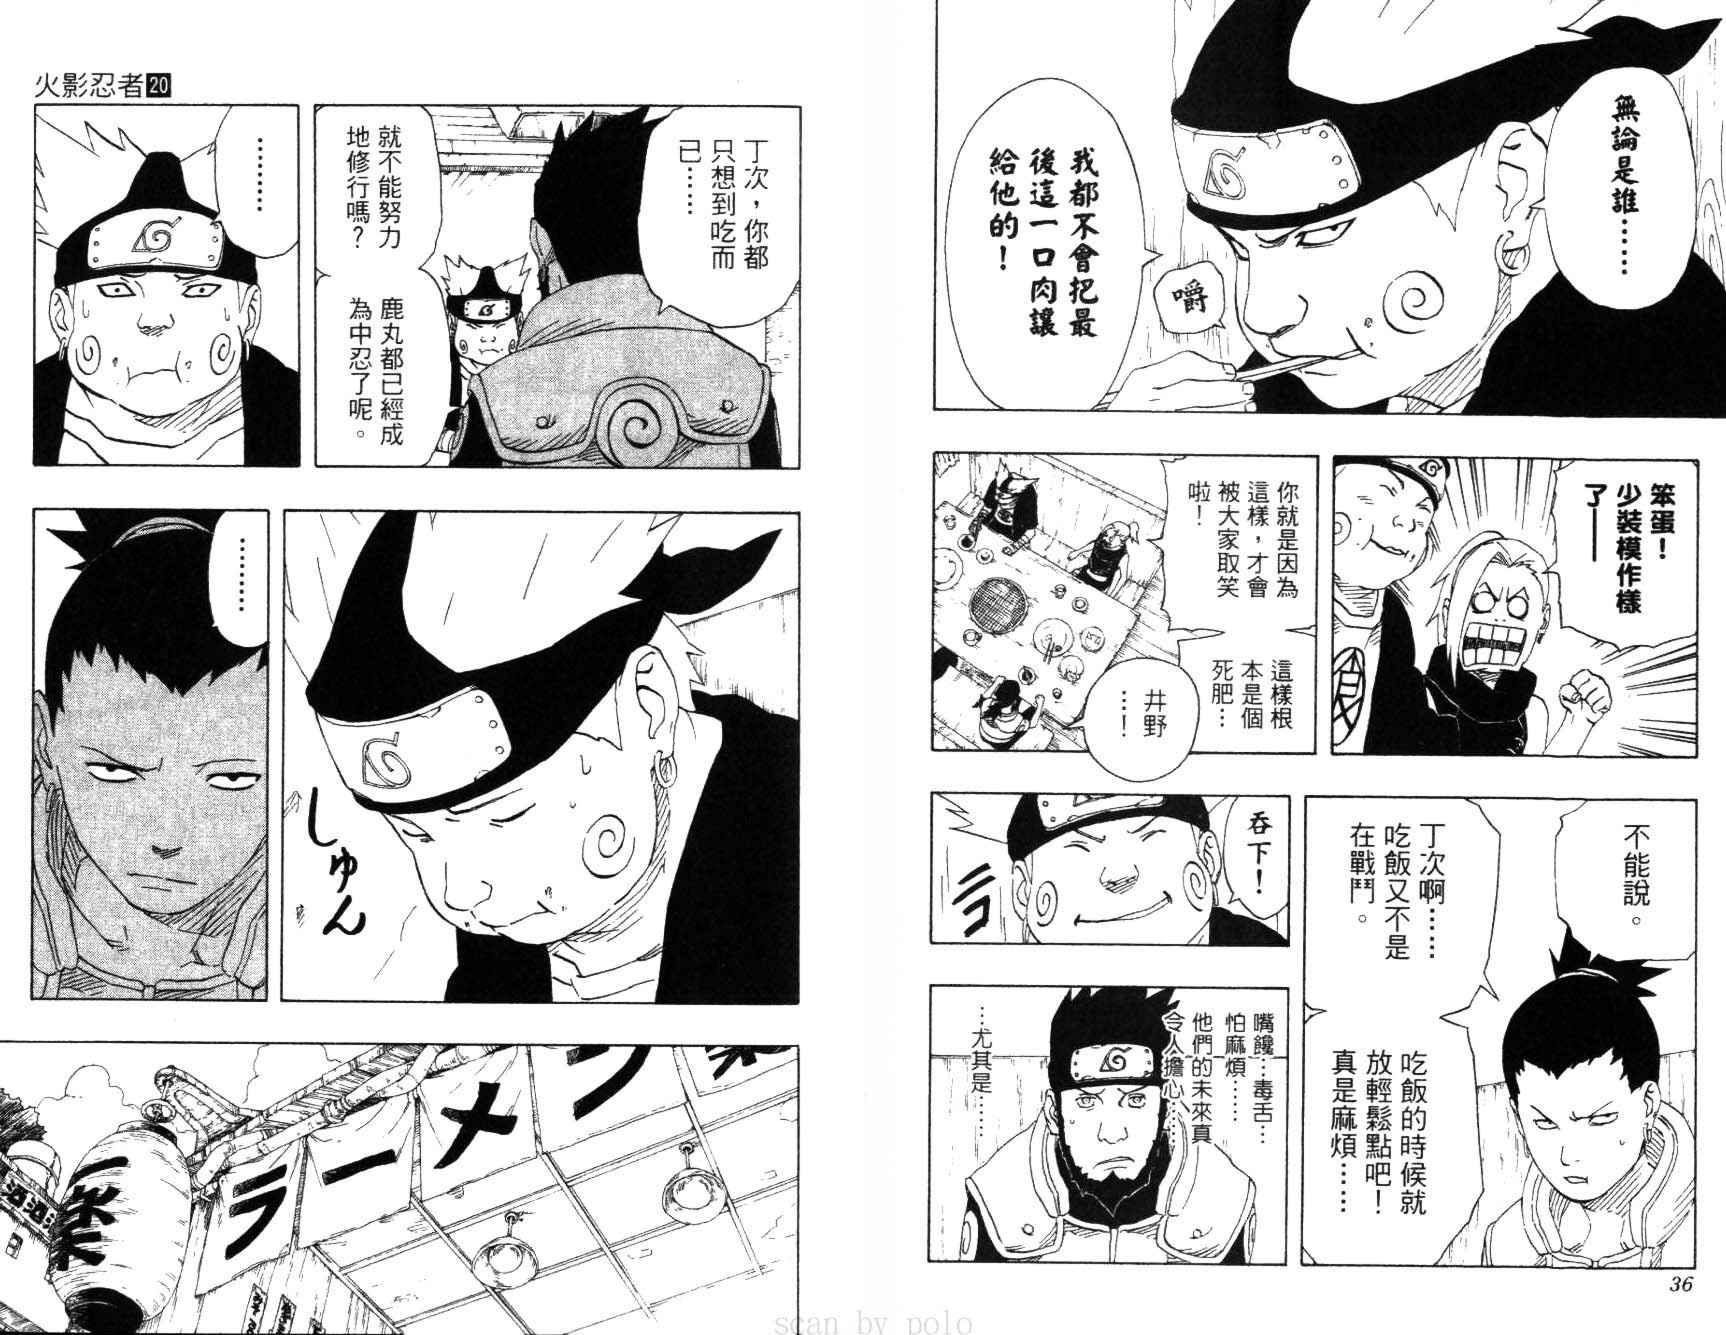 無論是誰……
我都不會把最
後這一口肉讓
給他的！
嚼
笨蛋！
少裝模作樣
了——
你就是因為
這樣，才會
被大家取笑
啦！
這樣根
本是個
死肥…
井野
…！
不能說。
丁次啊……
吃飯又不是
在戰鬥。
吃飯的時候就
放輕鬆點吧！
真是麻煩……
吞下！
ニコ
嘴饞…毒舌…
怕麻煩……
他們的未來真
令人擔心……
…尤其是……
36
火影忍者20
丁次，你都
只想到吃而
已……
就不能努力
地修行嗎？
鹿丸都已經成
為中忍了呢。
………
しゅん
………
ラーメン
一楽
scan by polo